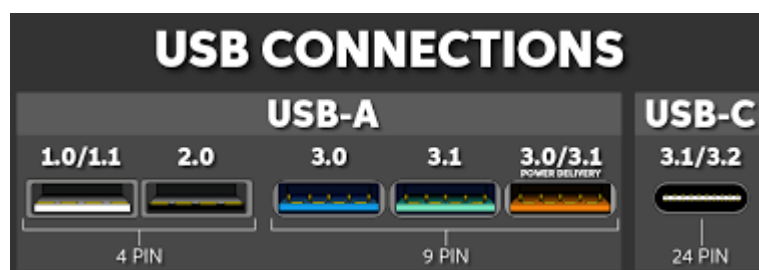 USB CONNECTIONS
USB-A
USB-C
1.0/1.1
2.0
3.0
3.1
3.0/3.1
POWER DELIVERY
3.1/3.2
4 PIN
9 PIN
24 PIN